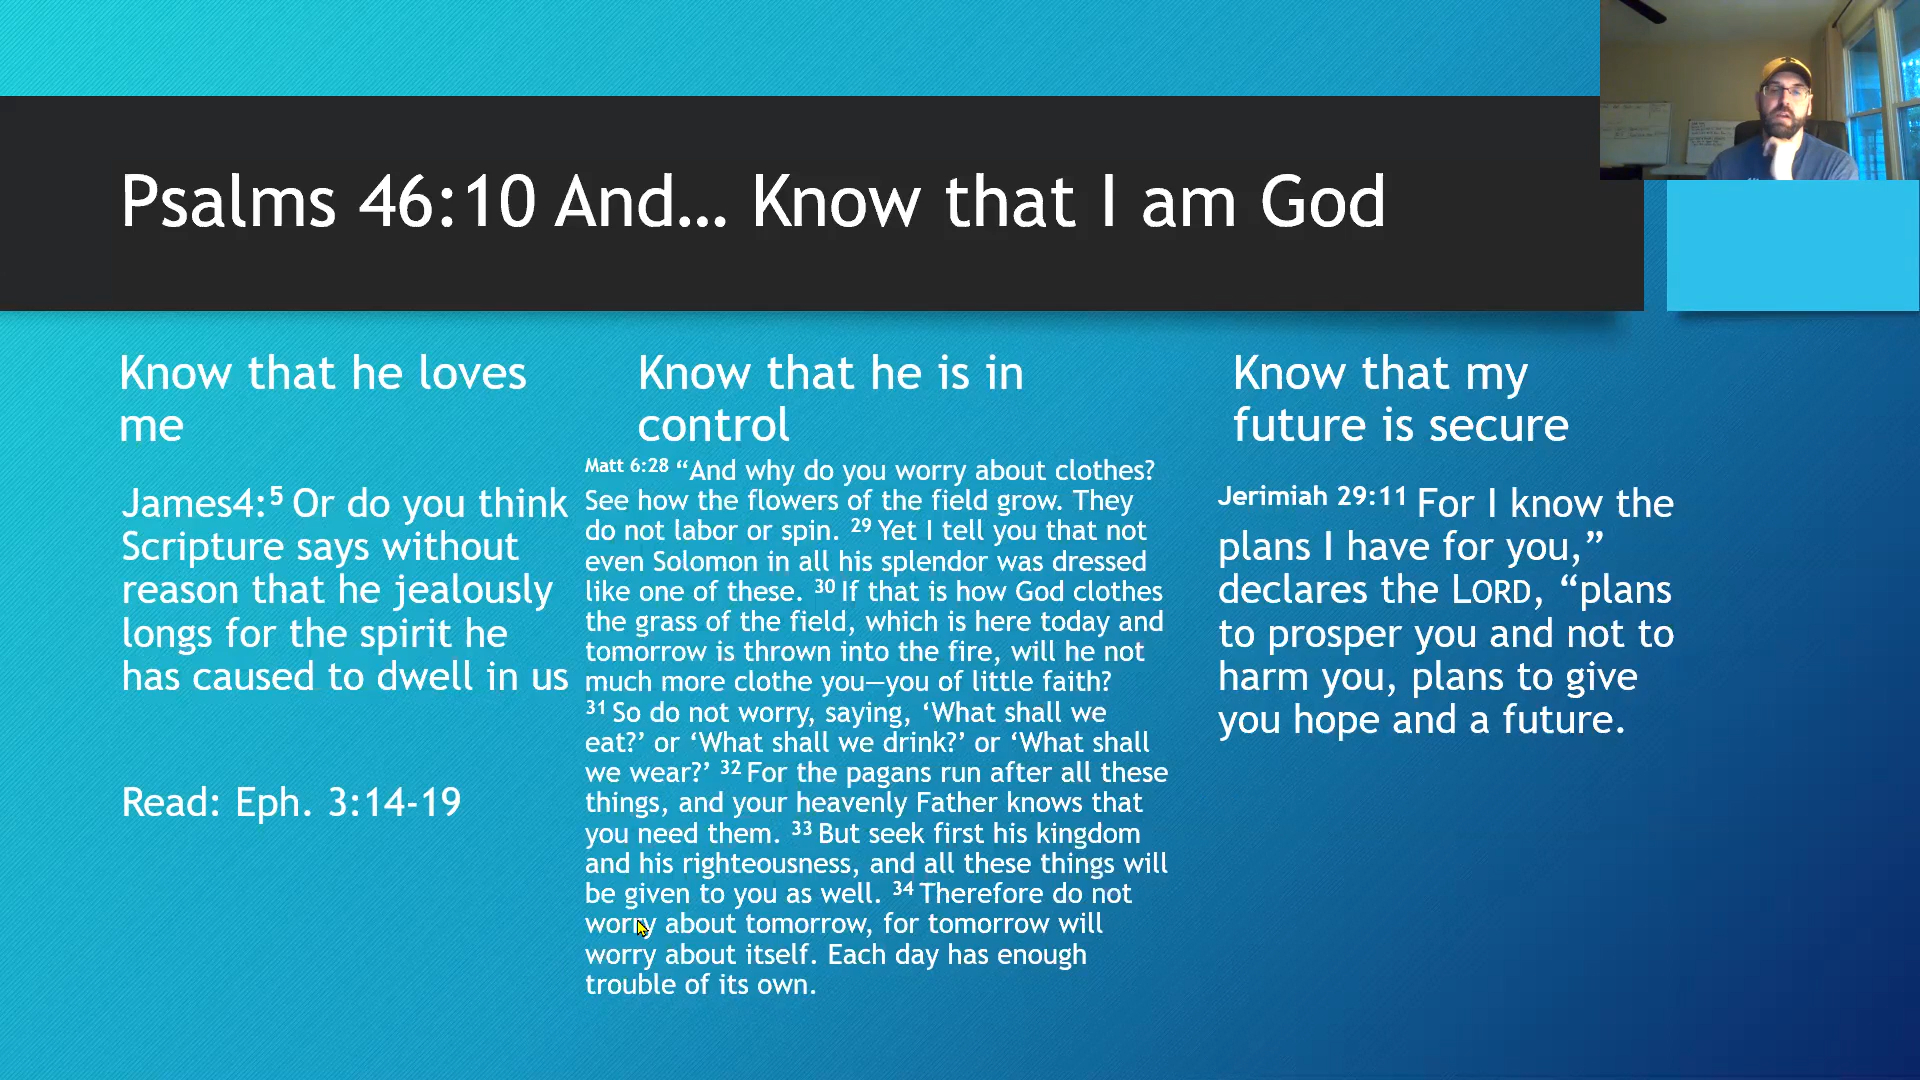 Psalms 46:10 And... Know that I am God
Know that he loves
me
James4:5 Or do you think
Scripture says without
reason that he jealously
longs for the spirit he
has caused to dwell in us
Read: Eph. 3:14-19
Know that he is in
control
Matt 6:28 “And why do you worry about clothes?
See how the flowers of the field grow. They
do not labor or spin. 29 Yet I tell you that not
even Solomon in all his splendor was dressed
like one of these. 30 If that is how God clothes
the grass of the field, which is here today and
tomorrow is thrown into the fire, will he not
much more clothe you—you of little faith?
31 So do not worry, saying, ‘What shall we
eat?’ or ‘What shall we drink?’ or ‘What shall
we wear?’ 32 For the pagans run after all these
things, and your heavenly Father knows that
you need them. 33 But seek first his kingdom
and his righteousness, and all these things will
be given to you as well. 34 Therefore do not
worry about tomorrow, for tomorrow will
worry about itself. Each day has enough
trouble of its own.
Know that my
future is secure
Jerimiah 29:11 For I know the
plans I have for you,”
declares the LORD, “plans
to prosper you and not to
harm you, plans to give
you hope and a future.